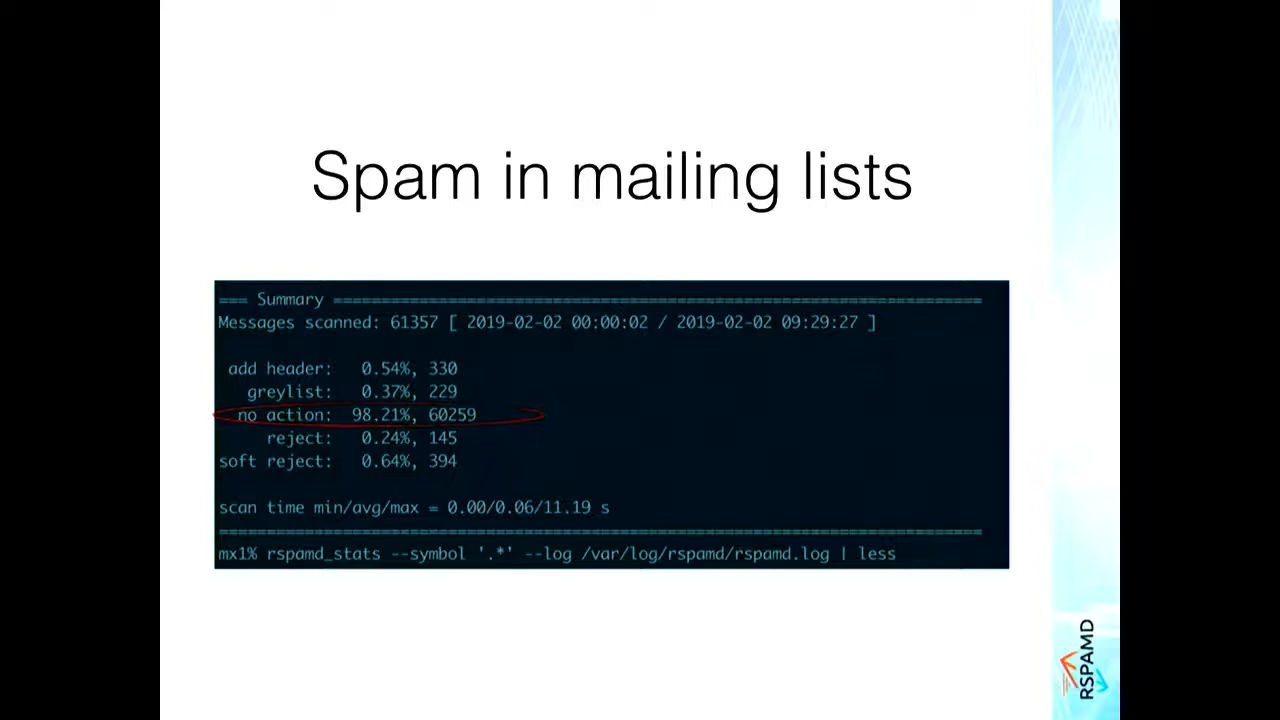 Spam in mailing lists
=== Summary ====================================================================
Messages scanned: 61357 [ 2019-02-02 00:00:02 / 2019-02-02 09:29:27 ]
add header: 0.54%, 330
greylist: 0.37%, 229
no action: 98.21%, 60259
reject: 0.24%, 145
soft reject: 0.64%, 394
scan time min/avg/max = 0.00/0.06/11.19 s
================================================================================
mx1% rspamd_stats --symbol '.*' --log /var/log/rspamd/rspamd.log | less
RSPAMD